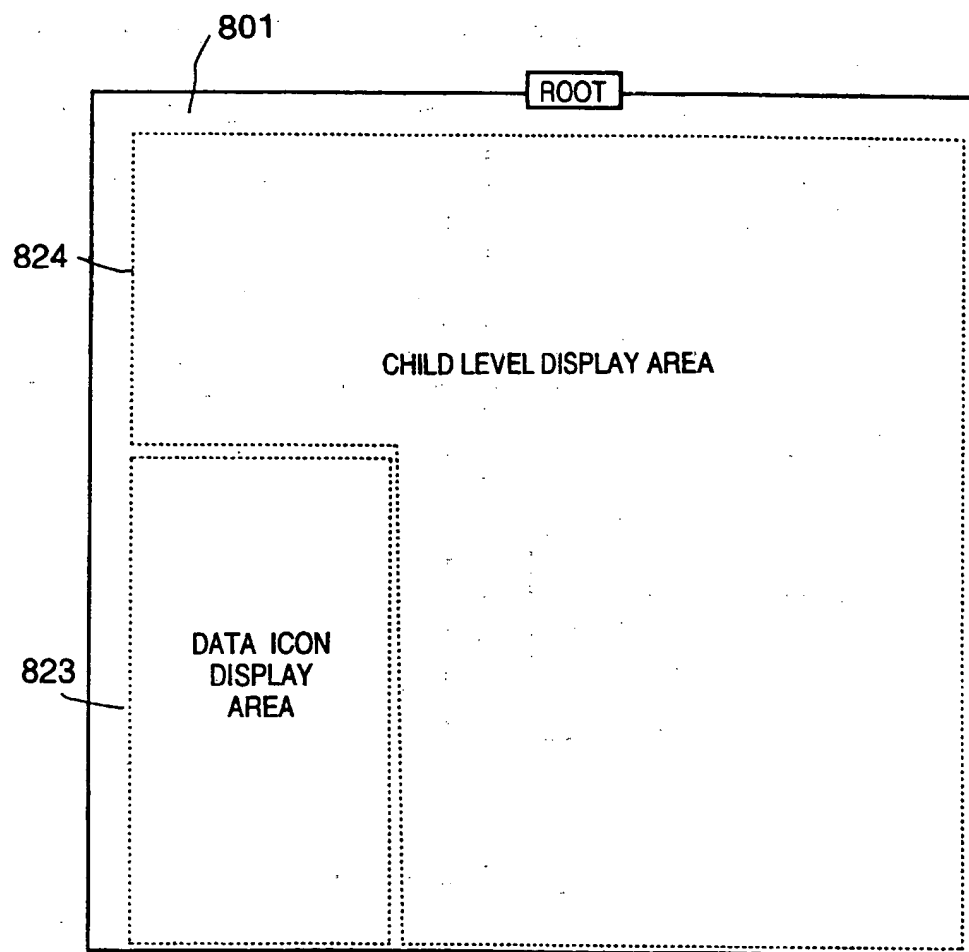 801
ROOT
824
CHILD LEVEL DISPLAY AREA
DATA ICON
DISPLAY
AREA
823